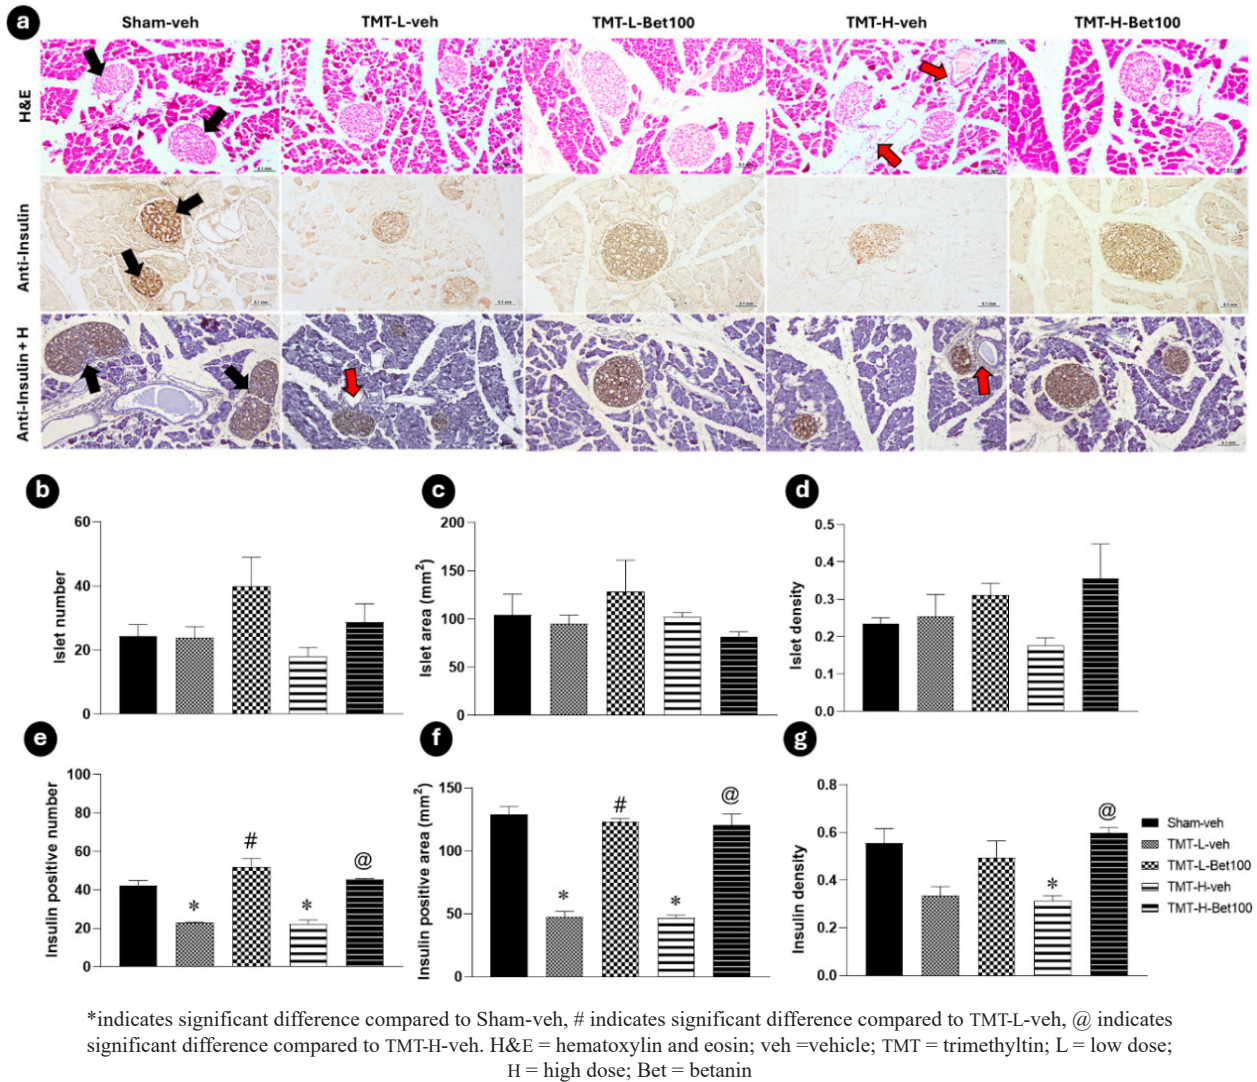 a
Sham-veh TMT-L-veh TMT-L-Bet100 TMT-H-veh TMT-H-Bet100
H&E
Anti-Insulin
Anti-Insulin + H
0.1 mm
b
Islet number
60
40
20
0
c
Islet area (mm²)
200
150
100
50
0
d
Islet density
0.5
0.4
0.3
0.2
0.1
0.0
e
Insulin positive number
100
80
60
40
20
0
* # * @
f
Insulin positive area (mm²)
150
100
50
0
* # * @
g
Insulin density
0.8
0.6
0.4
0.2
0.0
* @
Sham-veh
TMT-L-veh
TMT-L-Bet100
TMT-H-veh
TMT-H-Bet100
*indicates significant difference compared to Sham-veh, # indicates significant difference compared to TMT-L-veh, @ indicates
significant difference compared to TMT-H-veh. H&E = hematoxylin and eosin; veh =vehicle; TMT = trimethyltin; L = low dose;
H = high dose; Bet = betanin